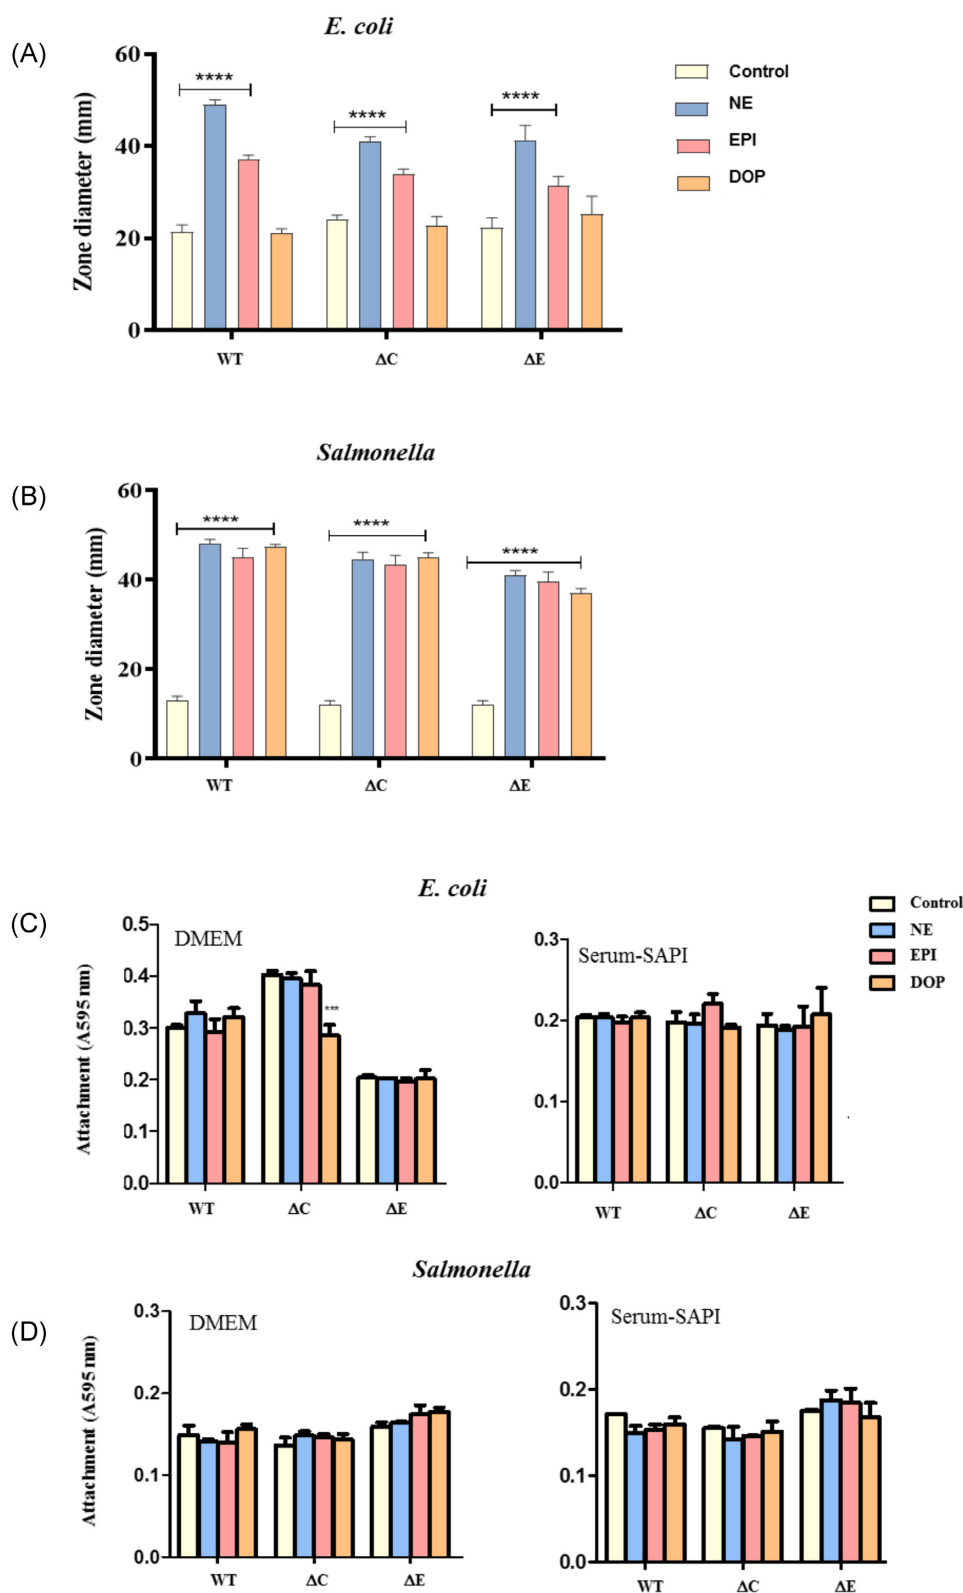 E. coli
(A)
Zone diameter (mm)
60
40
20
0
****
****
****
WT
ΔC
ΔE
Control
NE
EPI
DOP
Salmonella
(B)
Zone diameter (mm)
60
40
20
0
****
****
****
WT
ΔC
ΔE
E. coli
(C)
Attachment (A595 nm)
0.5
0.4
0.3
0.2
0.1
0.0
DMEM
***
WT
ΔC
ΔE
0.3
0.2
0.1
0.0
Serum-SAPI
WT
ΔC
ΔE
Control
NE
EPI
DOP
Salmonella
(D)
Attachment (A595 nm)
0.3
0.2
0.1
0.0
DMEM
WT
ΔC
ΔE
0.3
0.2
0.1
0.0
Serum-SAPI
WT
ΔC
ΔE